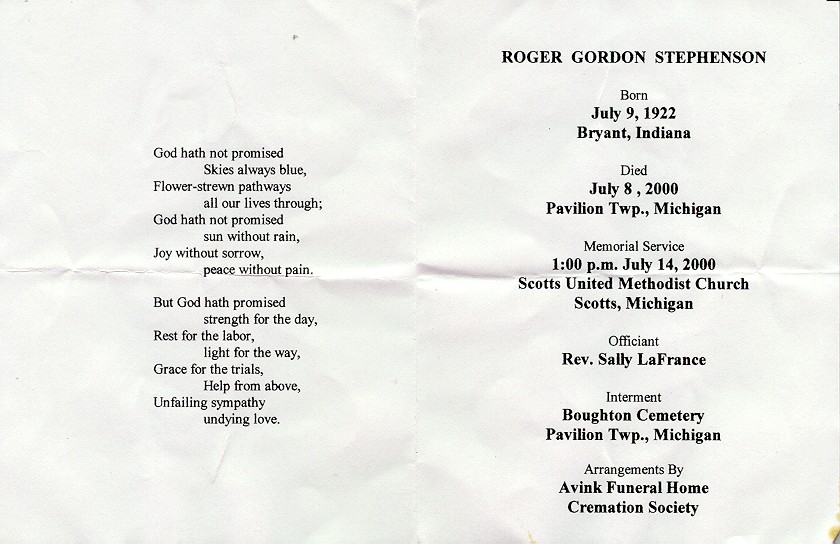 God hath not promised
Skies always blue,
Flower-strewn pathways
all our lives through;
God hath not promised
sun without rain,
Joy without sorrow,
peace without pain.
But God hath promised
strength for the day,
Rest for the labor,
light for the way,
Grace for the trials,
Help from above,
Unfailing sympathy
undying love.
ROGER GORDON STEPHENSON
Born
July 9, 1922
Bryant, Indiana
Died
July 8 , 2000
Pavilion Twp., Michigan
Memorial Service
1:00 p.m. July 14, 2000
Scotts United Methodist Church
Scotts, Michigan
Officiant
Rev. Sally LaFrance
Interment
Boughton Cemetery
Pavilion Twp., Michigan
Arrangements By
Avink Funeral Home
Cremation Society